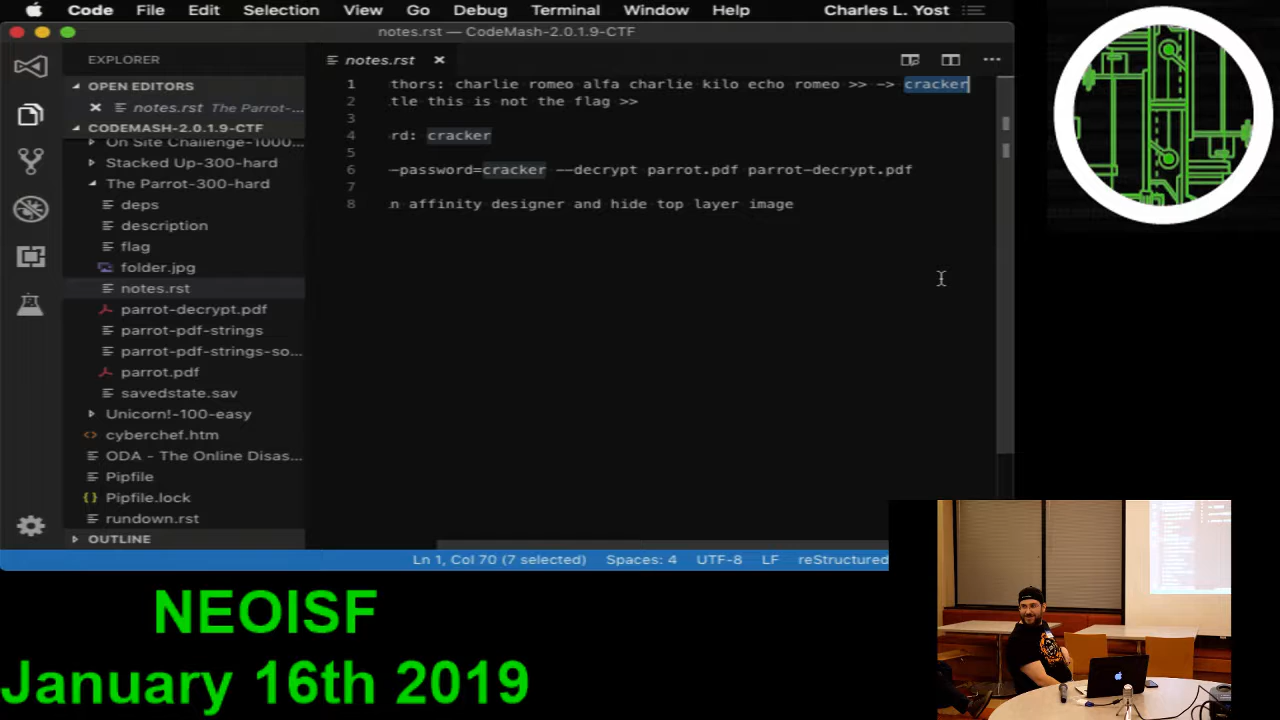 Code File Edit Selection View Go Debug Terminal Window Help Charles L. Yost
notes.rst — CodeMash-2.0.1.9-CTF
EXPLORER
notes.rst
OPEN EDITORS
notes.rst The Parrot-...
CODEMASH-2.0.1.9-CTF
On Site Challenge-1000...
Stacked Up-300-hard
The Parrot-300-hard
deps
description
flag
folder.jpg
notes.rst
parrot-decrypt.pdf
parrot-pdf-strings
parrot-pdf-strings-so...
parrot.pdf
savedstate.sav
Unicorn!-100-easy
cyberchef.htm
ODA - The Online Disas...
Pipfile
Pipfile.lock
rundown.rst
OUTLINE
1 thors: charlie romeo alfa charlie kilo echo romeo >> -> cracker
2 tle this is not the flag >>
3
4 rd: cracker
5
6 --password=cracker --decrypt parrot.pdf parrot-decrypt.pdf
7
8 n affinity designer and hide top layer image
Ln 1, Col 70 (7 selected) Spaces: 4 UTF-8 LF reStructured
NEOISF
January 16th 2019